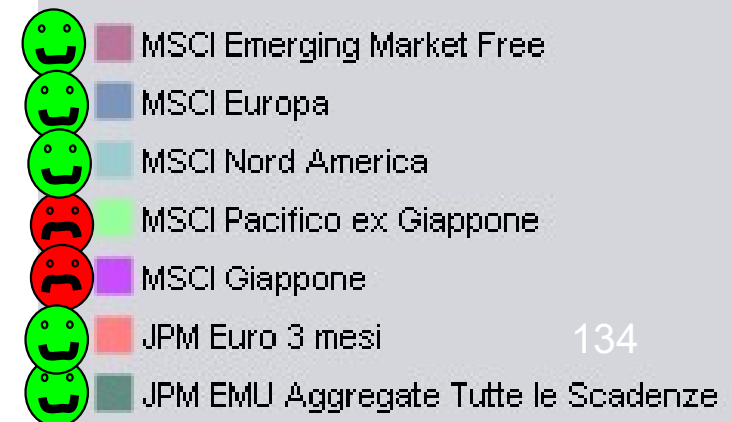 MSCI Emerging Market Free
MSCI Europa
MSCI Nord America
MSCI Pacifico ex Giappone
MSCI Giappone
JPM Euro 3 mesi 134
JPM EMU Aggregate Tutte le Scadenze